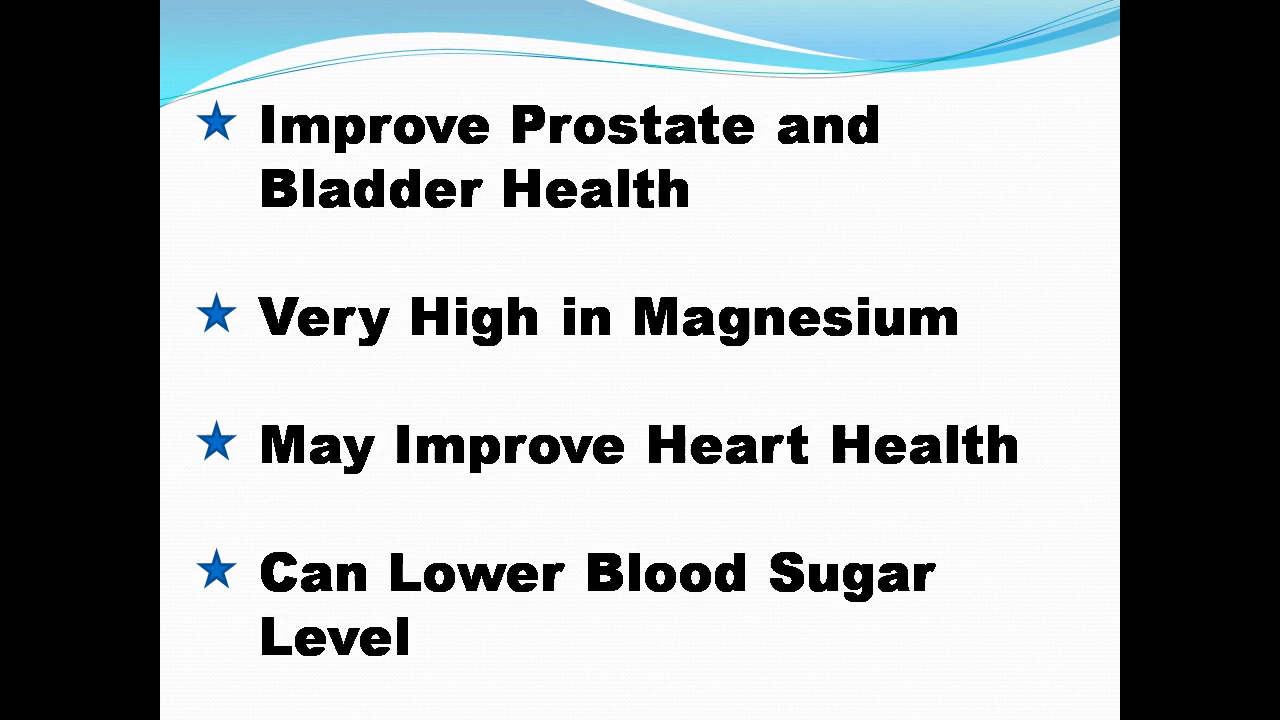 Improve Prostate and
Bladder Health
Very High in Magnesium
May Improve Heart Health
Can Lower Blood Sugar
Level